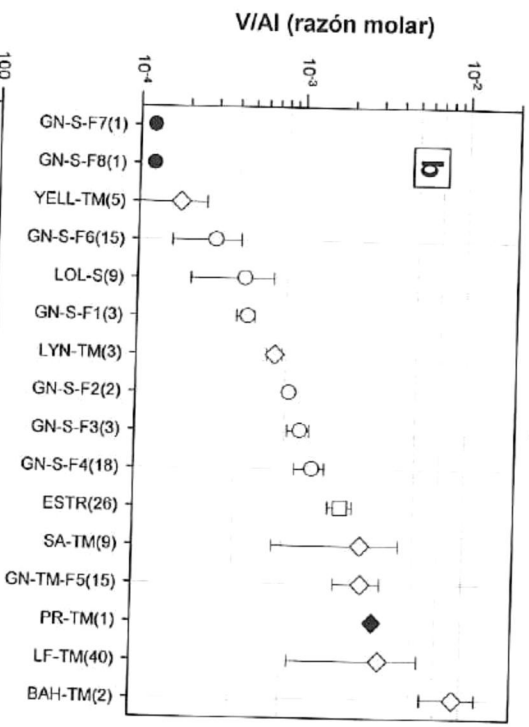 V/Al (razón molar)
10-4
10-3
10-2
100
b
GN-S-F7(1)
GN-S-F8(1)
YELL-TM(5)
GN-S-F6(15)
LOL-S(9)
GN-S-F1(3)
LYN-TM(3)
GN-S-F2(2)
GN-S-F3(3)
GN-S-F4(18)
ESTR(26)
SA-TM(9)
GN-TM-F5(15)
PR-TM(1)
LF-TM(40)
BAH-TM(2)